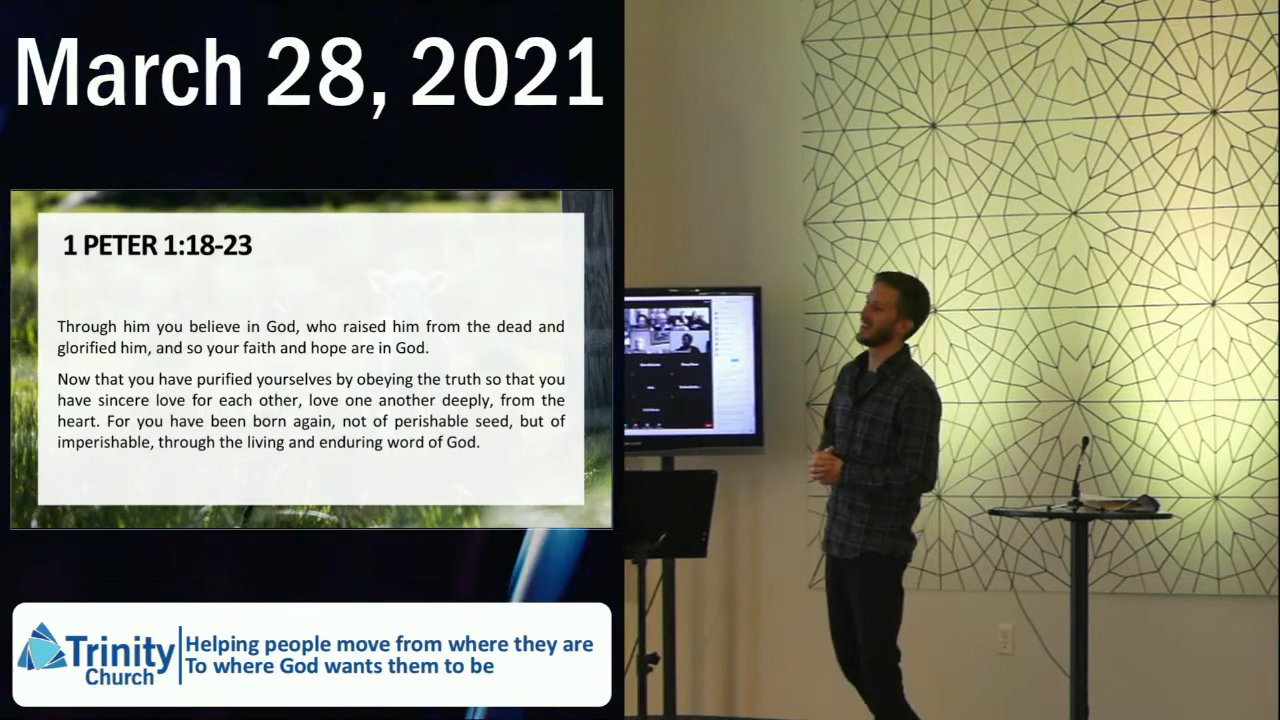 March 28, 2021
1 PETER 1:18-23
Through him you believe in God, who raised him from the dead and
glorified him, and so your faith and hope are in God.
Now that you have purified yourselves by obeying the truth so that you
have sincere love for each other, love one another deeply, from the
heart. For you have been born again, not of perishable seed, but of
imperishable, through the living and enduring word of God.
Trinity
Church
Helping people move from where they are
To where God wants them to be